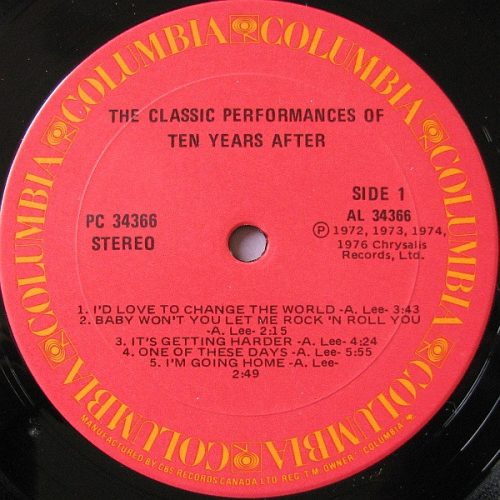 COLUMBIA COLUMBIA COLUMBIA COLUMBIA COLUMBIA COLUMBIA
THE CLASSIC PERFORMANCES OF
TEN YEARS AFTER
PC 34366
STEREO
SIDE 1
AL 34366
Ⓟ 1972, 1973, 1974,
1976 Chrysalis
Records, Ltd.
1. I'D LOVE TO CHANGE THE WORLD -A. Lee- 3:43
2. BABY WON'T YOU LET ME ROCK 'N ROLL YOU
-A. Lee- 2:15
3. IT'S GETTING HARDER -A. Lee- 4:24
4. ONE OF THESE DAYS -A. Lee- 5:55
5. I'M GOING HOME -A. Lee-
2:49
MANUFACTURED BY CBS RECORDS CANADA LTD. REG. T.M. OWNER - COLUMBIA